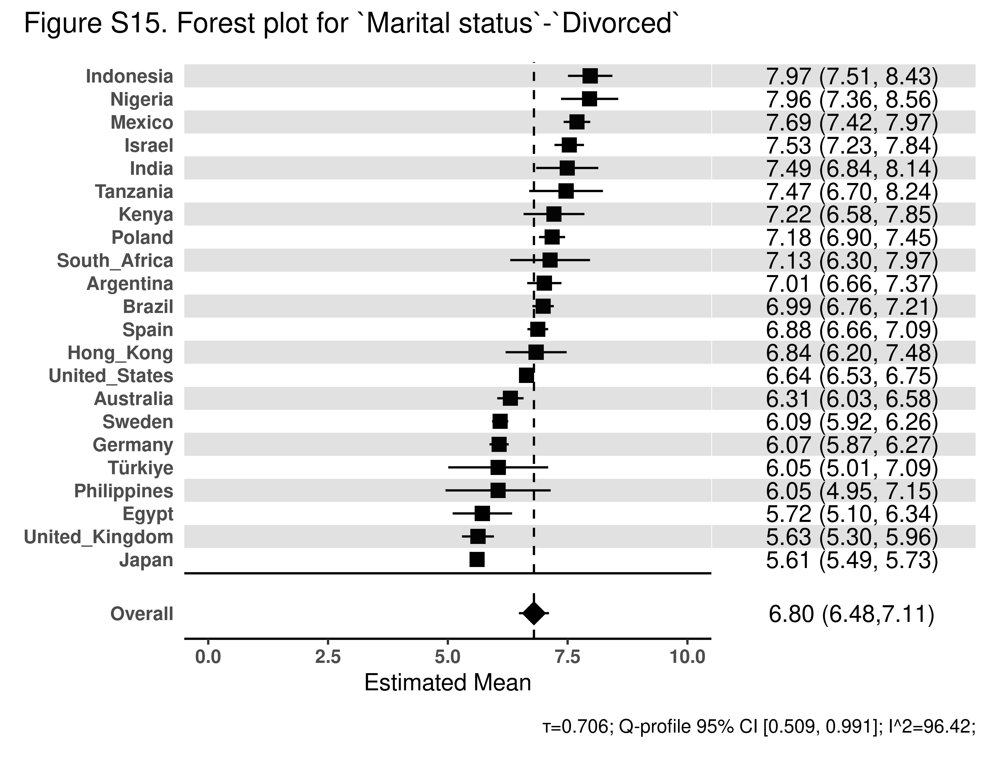 Figure S15. Forest plot for `Marital status`-`Divorced`
Indonesia 7.97 (7.51, 8.43)
Nigeria 7.96 (7.36, 8.56)
Mexico 7.69 (7.42, 7.97)
Israel 7.53 (7.23, 7.84)
India 7.49 (6.84, 8.14)
Tanzania 7.47 (6.70, 8.24)
Kenya 7.22 (6.58, 7.85)
Poland 7.18 (6.90, 7.45)
South_Africa 7.13 (6.30, 7.97)
Argentina 7.01 (6.66, 7.37)
Brazil 6.99 (6.76, 7.21)
Spain 6.88 (6.66, 7.09)
Hong_Kong 6.84 (6.20, 7.48)
United_States 6.64 (6.53, 6.75)
Australia 6.31 (6.03, 6.58)
Sweden 6.09 (5.92, 6.26)
Germany 6.07 (5.87, 6.27)
Türkiye 6.05 (5.01, 7.09)
Philippines 6.05 (4.95, 7.15)
Egypt 5.72 (5.10, 6.34)
United_Kingdom 5.63 (5.30, 5.96)
Japan 5.61 (5.49, 5.73)
Overall 6.80 (6.48,7.11)
0.0 2.5 5.0 7.5 10.0
Estimated Mean
τ=0.706; Q-profile 95% CI [0.509, 0.991]; I^2=96.42;